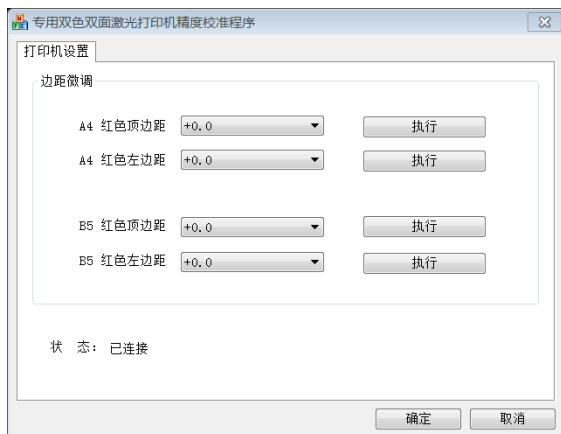 专用双色双面激光打印机精度校准程序
打印机设置
边距微调
A4 红色顶边距 +0.0 执行
A4 红色左边距 +0.0 执行
B5 红色顶边距 +0.0 执行
B5 红色左边距 +0.0 执行
状 态: 已连接
确定 取消